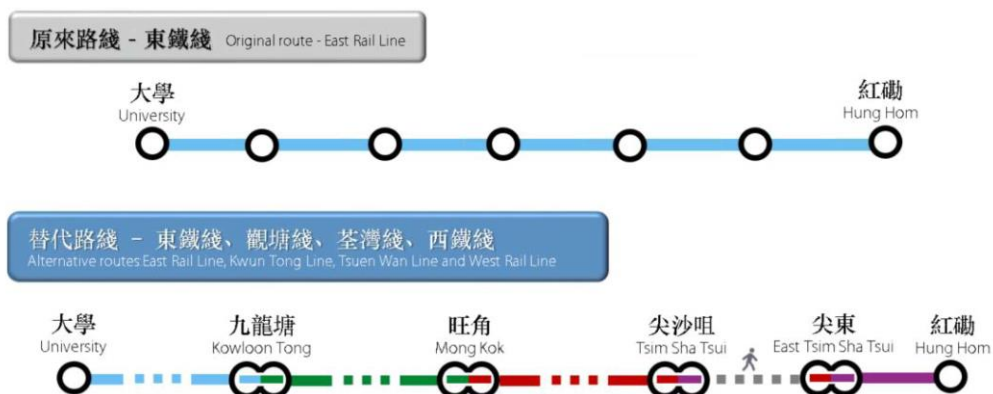 原來路綫 - 東鐵綫 Original route - East Rail Line
大學
University
紅磡
Hung Hom
替代路綫 - 東鐵綫、觀塘綫、荃灣綫、西鐵綫
Alternative routes:East Rail Line, Kwun Tong Line, Tsuen Wan Line and West Rail Line
大學
University
九龍塘
Kowloon Tong
旺角
Mong Kok
尖沙咀
Tsim Sha Tsui
尖東
East Tsim Sha Tsui
紅磡
Hung Hom